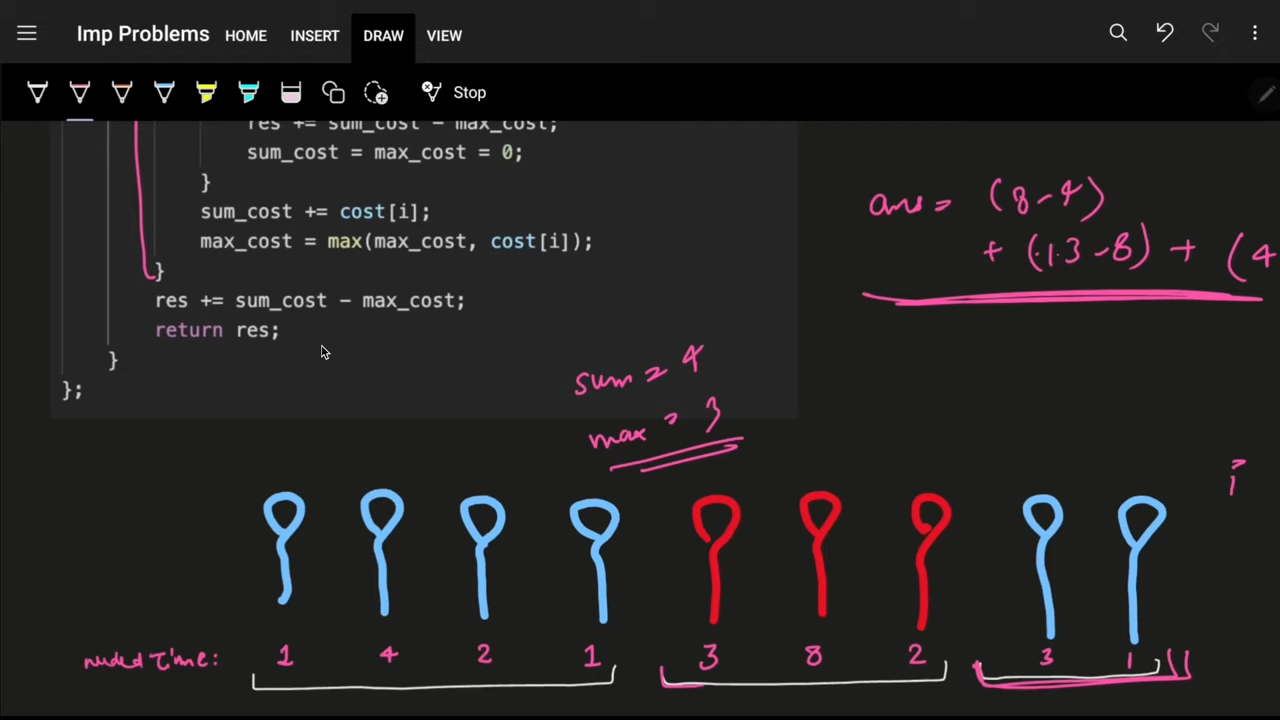 Imp Problems HOME INSERT DRAW VIEW
Stop
res += sum_cost - max_cost;
sum_cost = max_cost = 0;
}
sum_cost += cost[i];
max_cost = max(max_cost, cost[i]);
}
res += sum_cost - max_cost;
return res;
}
};
ans = (8-4)
+ (13-8) + (4
sum = 4
max = 3
i
needed Time: 1 4 2 1 3 8 2 3 1